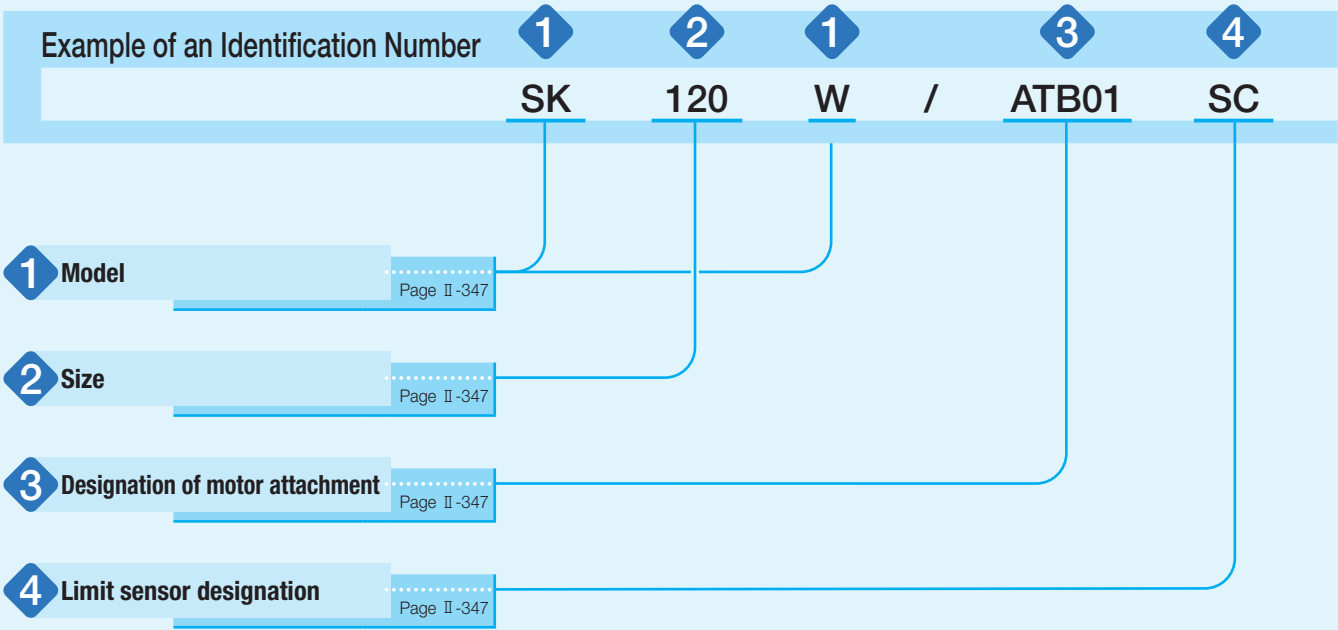 1 2 1 3 4
Example of an Identification Number
SK 120 W / ATB01 SC
1 Model
Page Ⅱ-347
2 Size
Page Ⅱ-347
3 Designation of motor attachment
Page Ⅱ-347
4 Limit sensor designation
Page Ⅱ-347